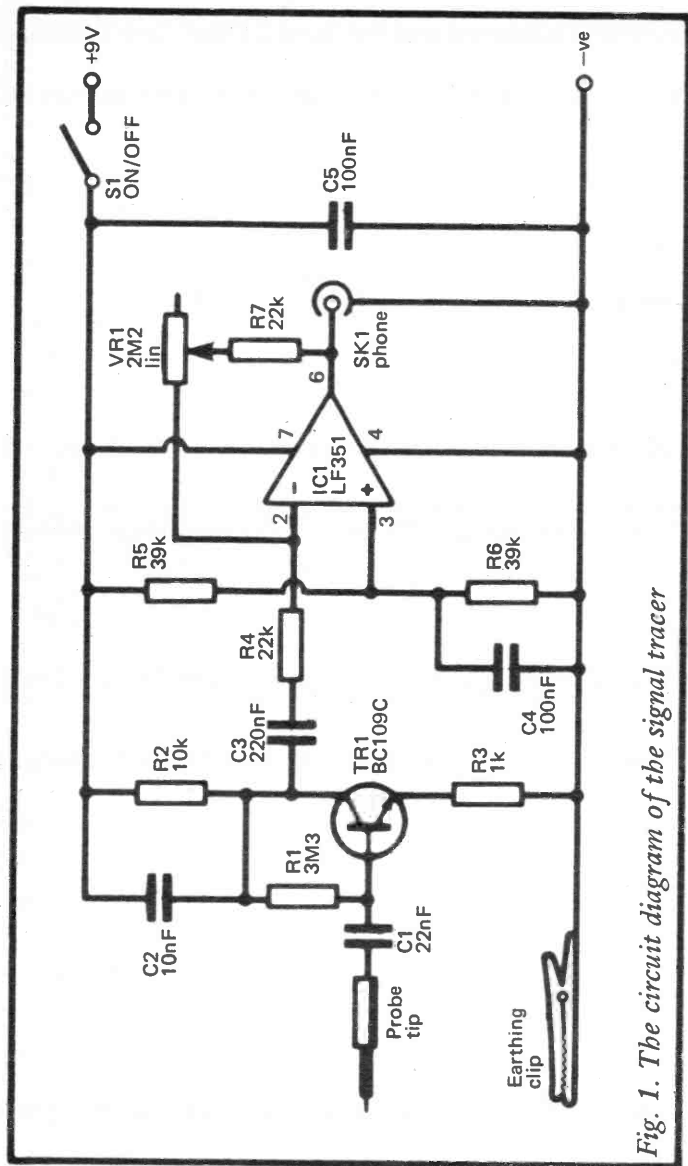 S1
ON/OFF
+9V
C2
10nF
R2
10k
R5
39k
VR1
2M2
lin
R7
22k
C5
100nF
R1
3M3
C3
220nF
R4
22k
2
3
7
4
6
-
+
IC1
LF351
SK1
phone
Probe
tip
C1
22nF
TR1
BC109C
R3
1k
C4
100nF
R6
39k
Earthing
clip
−ve
Fig. 1. The circuit diagram of the signal tracer